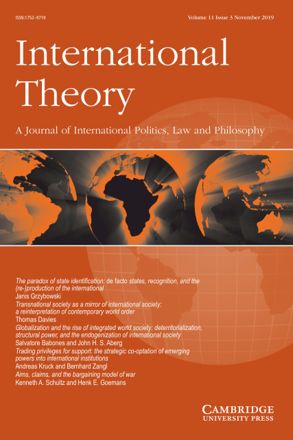 ISSN:1752-9719
Volume 11 Issue 3 November 2019
International
Theory
A Journal of International Politics, Law and Philosophy
The paradox of state identification: de facto states, recognition, and the
(re-)production of the international
Janis Grzybowski
Transnational society as a mirror of international society:
a reinterpretation of contemporary world order
Thomas Davies
Globalization and the rise of integrated world society: deterritorialization,
structural power, and the endogenization of international society
Salvatore Babones and John H. S. Aberg
Trading privileges for support: the strategic co-optation of emerging
powers into international institutions
Andreas Kruck and Bernhard Zangl
Aims, claims, and the bargaining model of war
Kenneth A. Schultz and Henk E. Goemans
CAMBRIDGE
UNIVERSITY PRESS